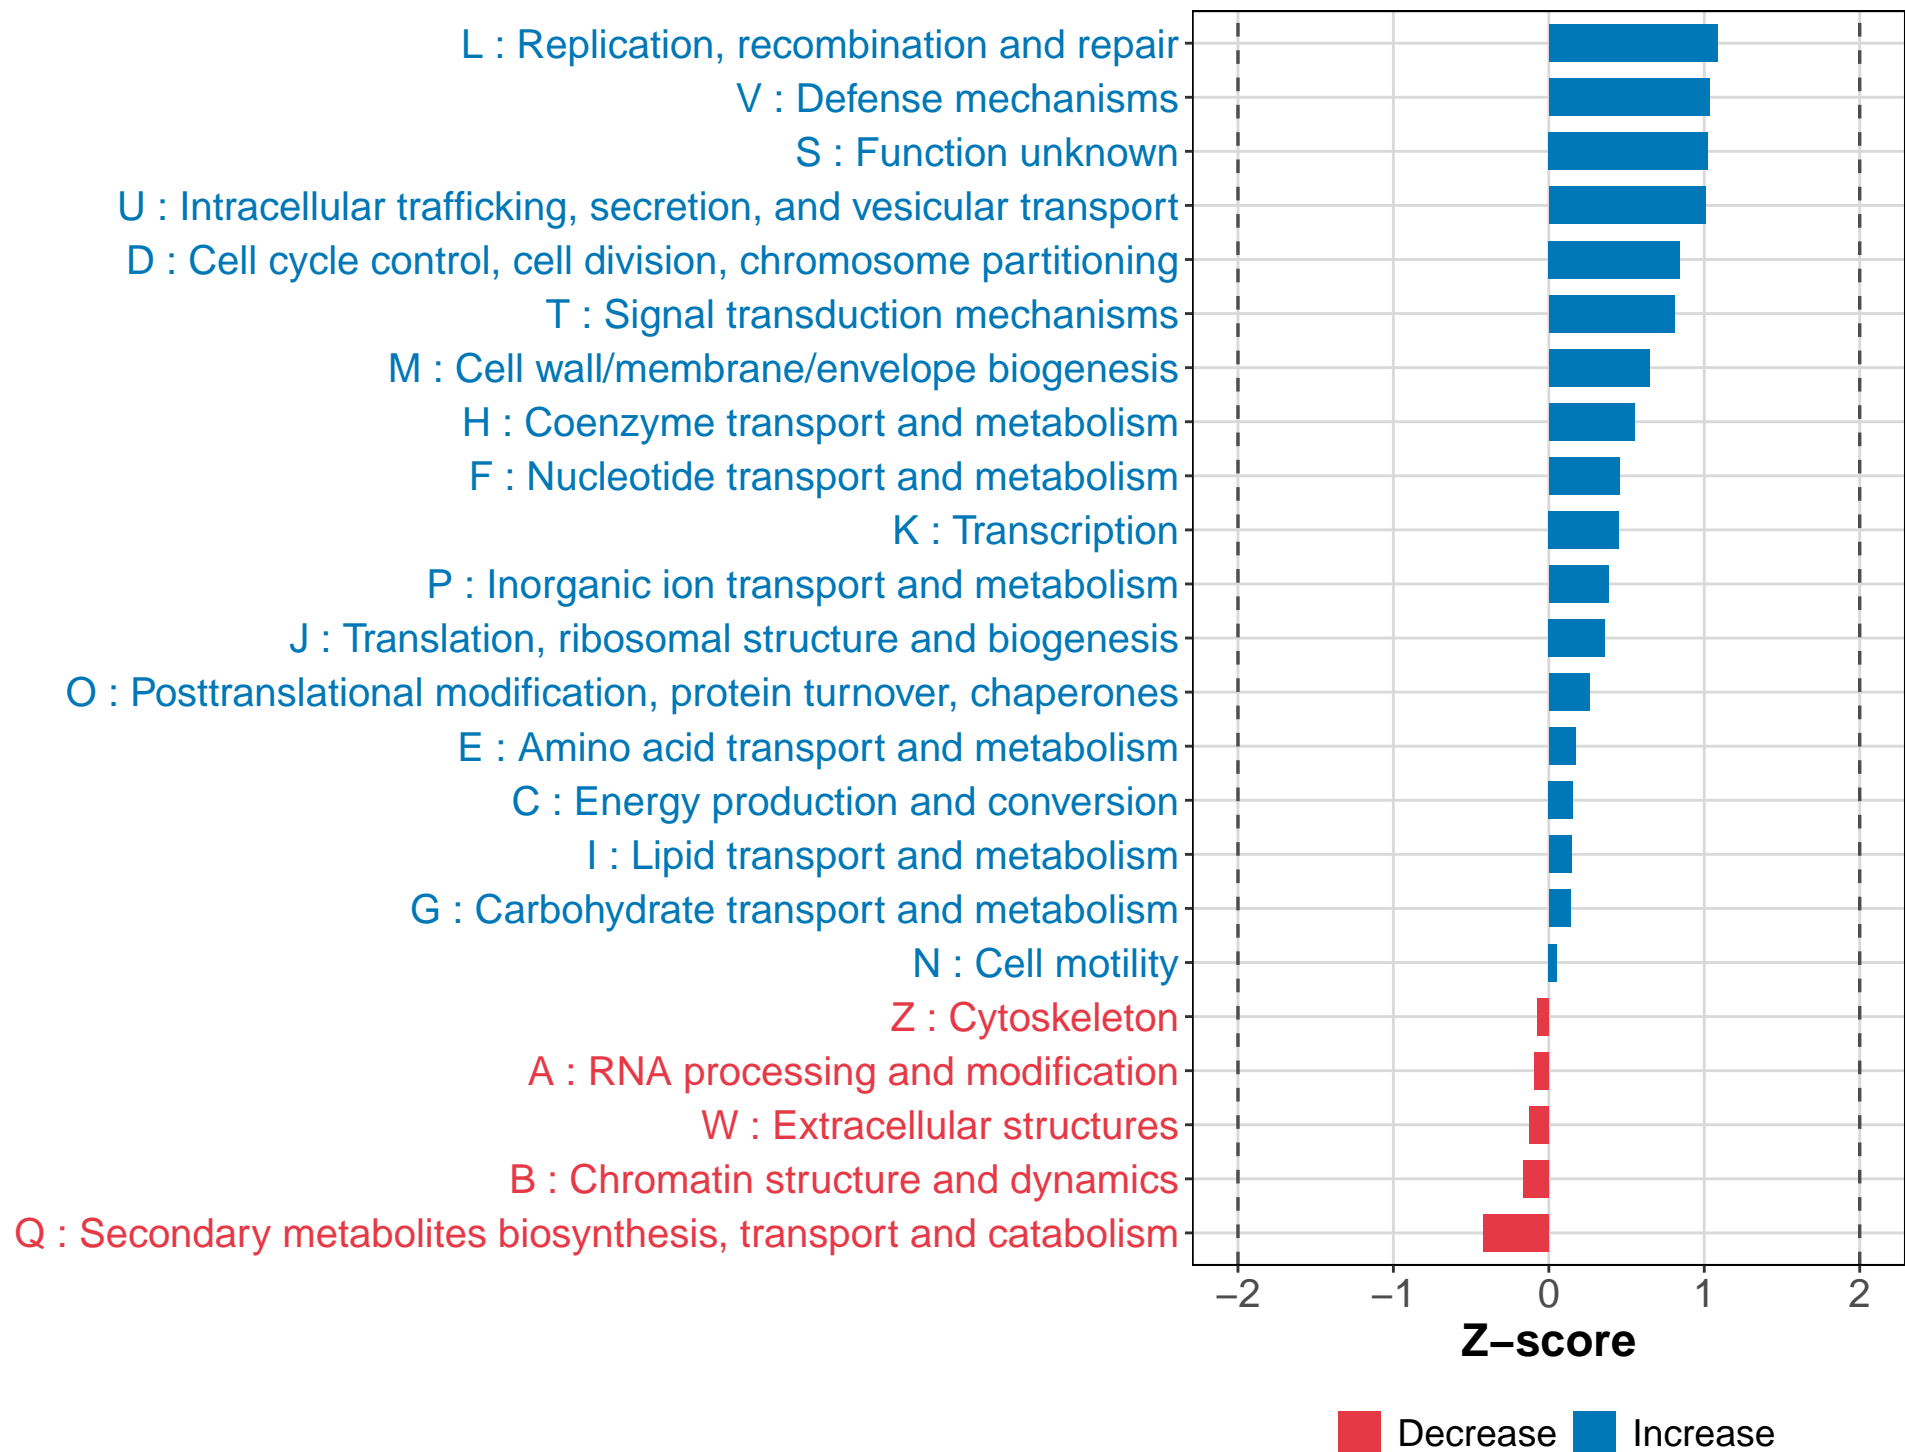 L : Replication, recombination and repair
V : Defense mechanisms
S : Function unknown
U : Intracellular trafficking, secretion, and vesicular transport
D : Cell cycle control, cell division, chromosome partitioning
T : Signal transduction mechanisms
M : Cell wall/membrane/envelope biogenesis
H : Coenzyme transport and metabolism
F : Nucleotide transport and metabolism
K : Transcription
P : Inorganic ion transport and metabolism
J : Translation, ribosomal structure and biogenesis
O : Posttranslational modification, protein turnover, chaperones
E : Amino acid transport and metabolism
C : Energy production and conversion
I : Lipid transport and metabolism
G : Carbohydrate transport and metabolism
N : Cell motility
Z : Cytoskeleton
A : RNA processing and modification
W : Extracellular structures
B : Chromatin structure and dynamics
Q : Secondary metabolites biosynthesis, transport and catabolism
−2 −1 0 1 2
Z−score
Decrease Increase